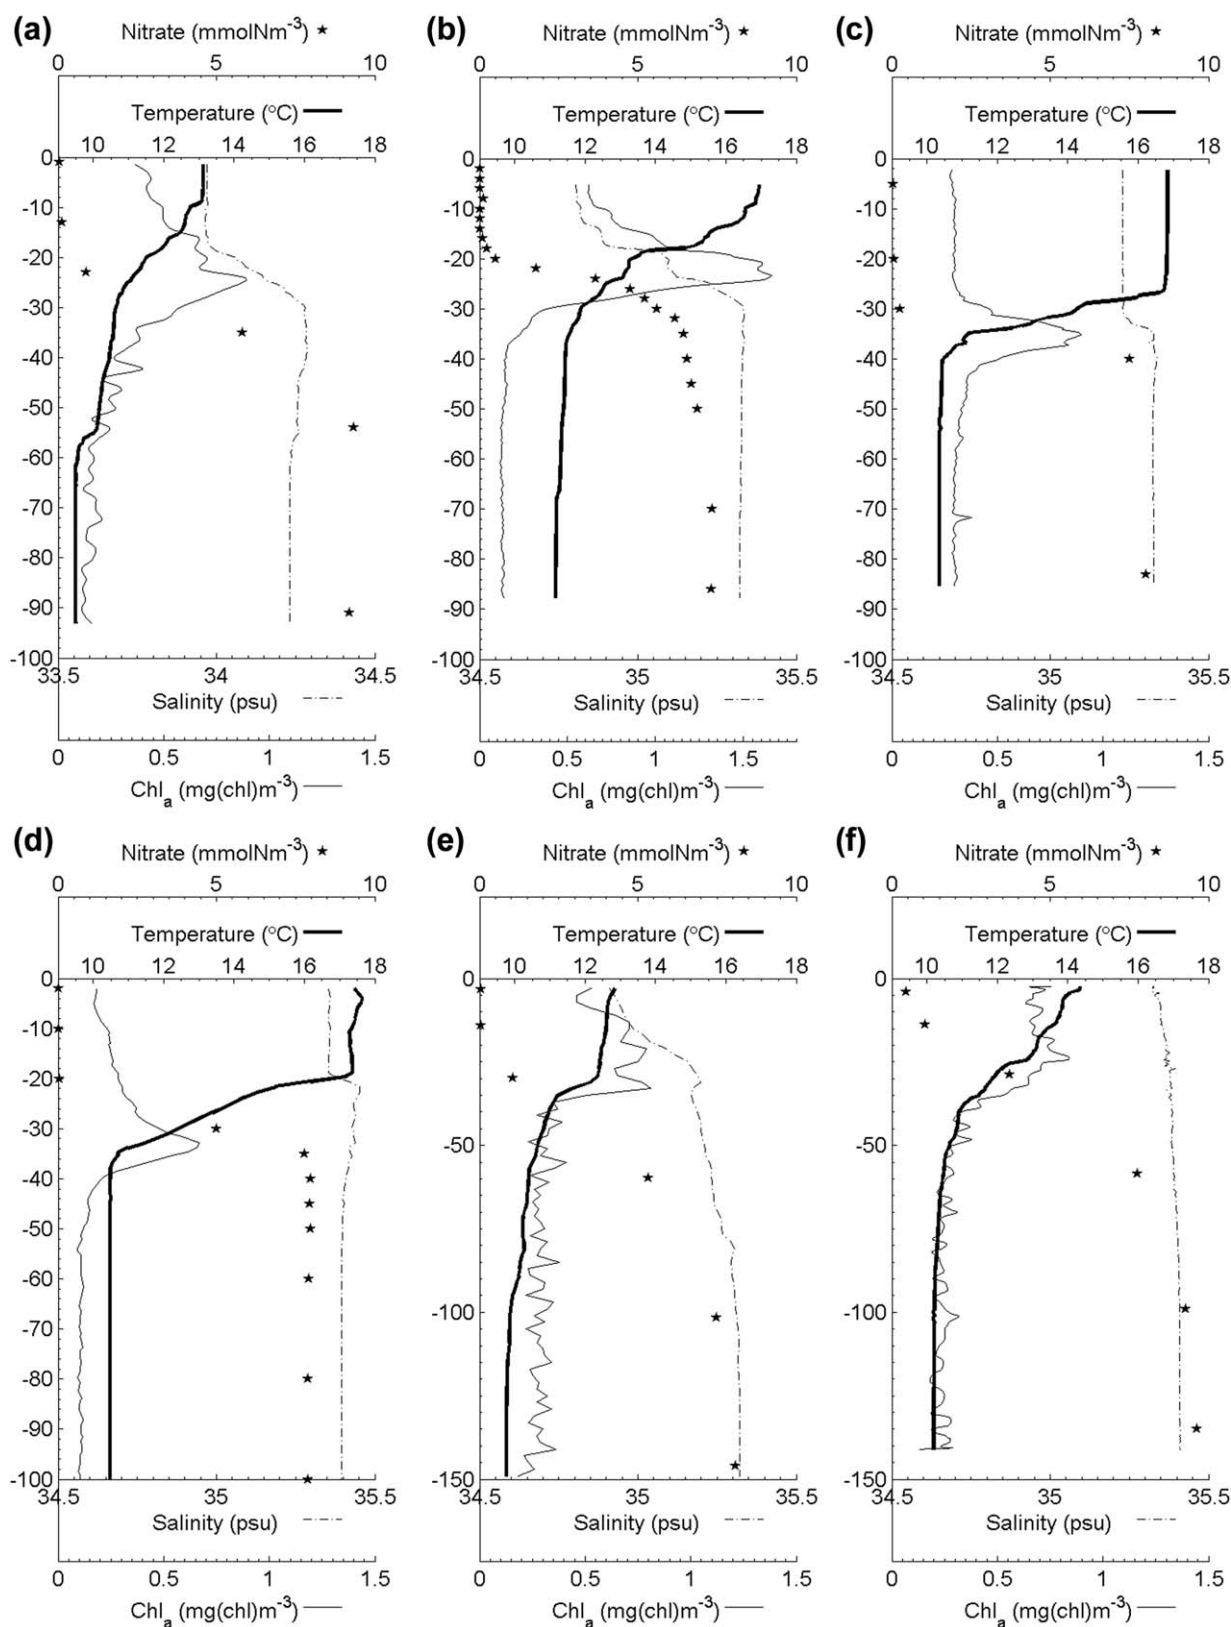 (a) Nitrate (mmolNm-3) ★
0 5 10
Temperature (°C)
10 12 14 16 18
0
-10
-20
-30
-40
-50
-60
-70
-80
-90
-100
33.5 34 34.5
Salinity (psu)
0 0.5 1 1.5
Chl_a (mg(chl)m-3)
(b) Nitrate (mmolNm-3) ★
0 5 10
Temperature (°C)
10 12 14 16 18
0
-10
-20
-30
-40
-50
-60
-70
-80
-90
-100
34.5 35 35.5
Salinity (psu)
0 0.5 1 1.5
Chl_a (mg(chl)m-3)
(c) Nitrate (mmolNm-3) ★
0 5 10
Temperature (°C)
10 12 14 16 18
0
-10
-20
-30
-40
-50
-60
-70
-80
-90
-100
34.5 35 35.5
Salinity (psu)
0 0.5 1 1.5
Chl_a (mg(chl)m-3)
(d) Nitrate (mmolNm-3) ★
0 5 10
Temperature (°C)
10 12 14 16 18
0
-10
-20
-30
-40
-50
-60
-70
-80
-90
-100
34.5 35 35.5
Salinity (psu)
0 0.5 1 1.5
Chl_a (mg(chl)m-3)
(e) Nitrate (mmolNm-3) ★
0 5 10
Temperature (°C)
10 12 14 16 18
0
-50
-100
-150
34.5 35 35.5
Salinity (psu)
0 0.5 1 1.5
Chl_a (mg(chl)m-3)
(f) Nitrate (mmolNm-3) ★
0 5 10
Temperature (°C)
10 12 14 16 18
0
-50
-100
-150
34.5 35 35.5
Salinity (psu)
0 0.5 1 1.5
Chl_a (mg(chl)m-3)